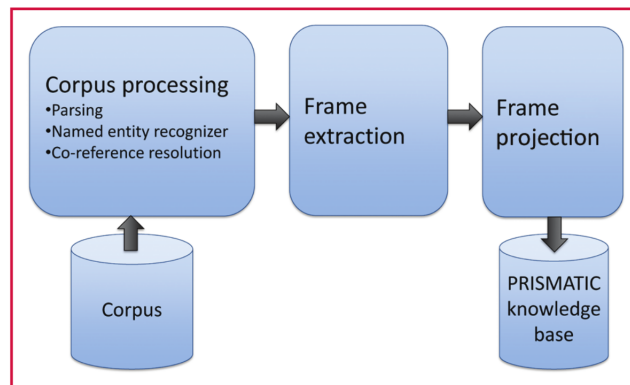 Corpus processing
•Parsing
•Named entity recognizer
•Co-reference resolution
Frame
extraction
Frame
projection
Corpus
PRISMATIC
knowledge
base